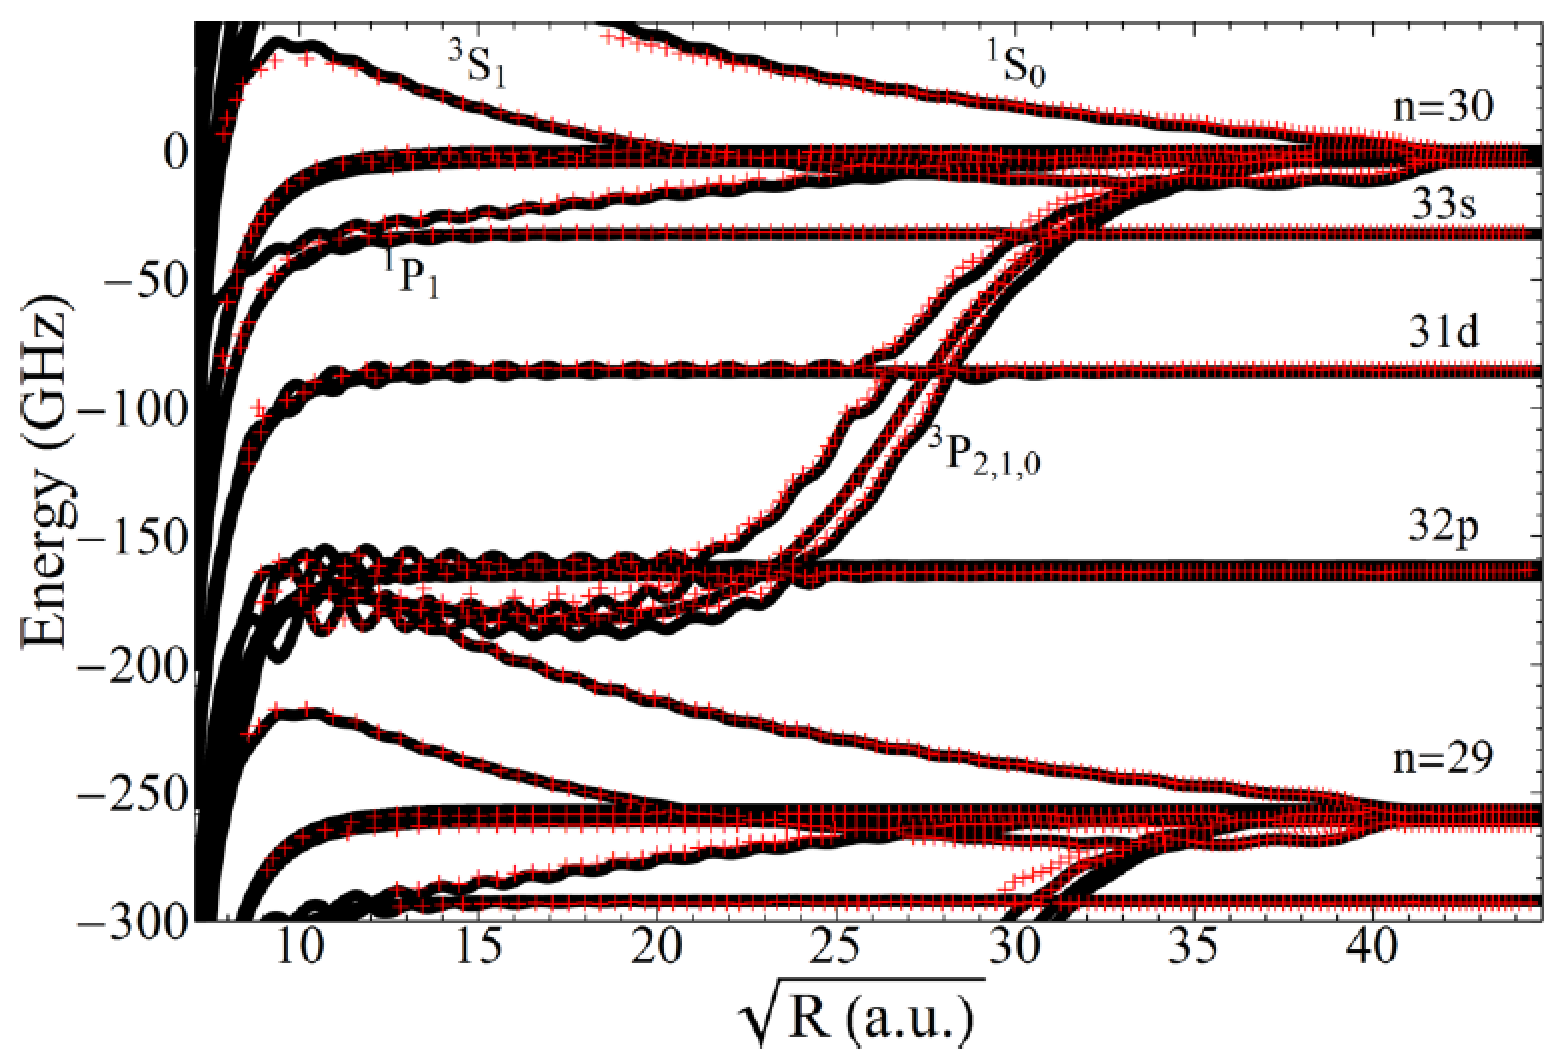 ³S₁
¹S₀
n=30
0
33s
−50
¹P₁
31d
−100
³P₂,₁,₀
−150
32p
−200
n=29
−250
−300
Energy (GHz)
10 15 20 25 30 35 40
√R (a.u.)